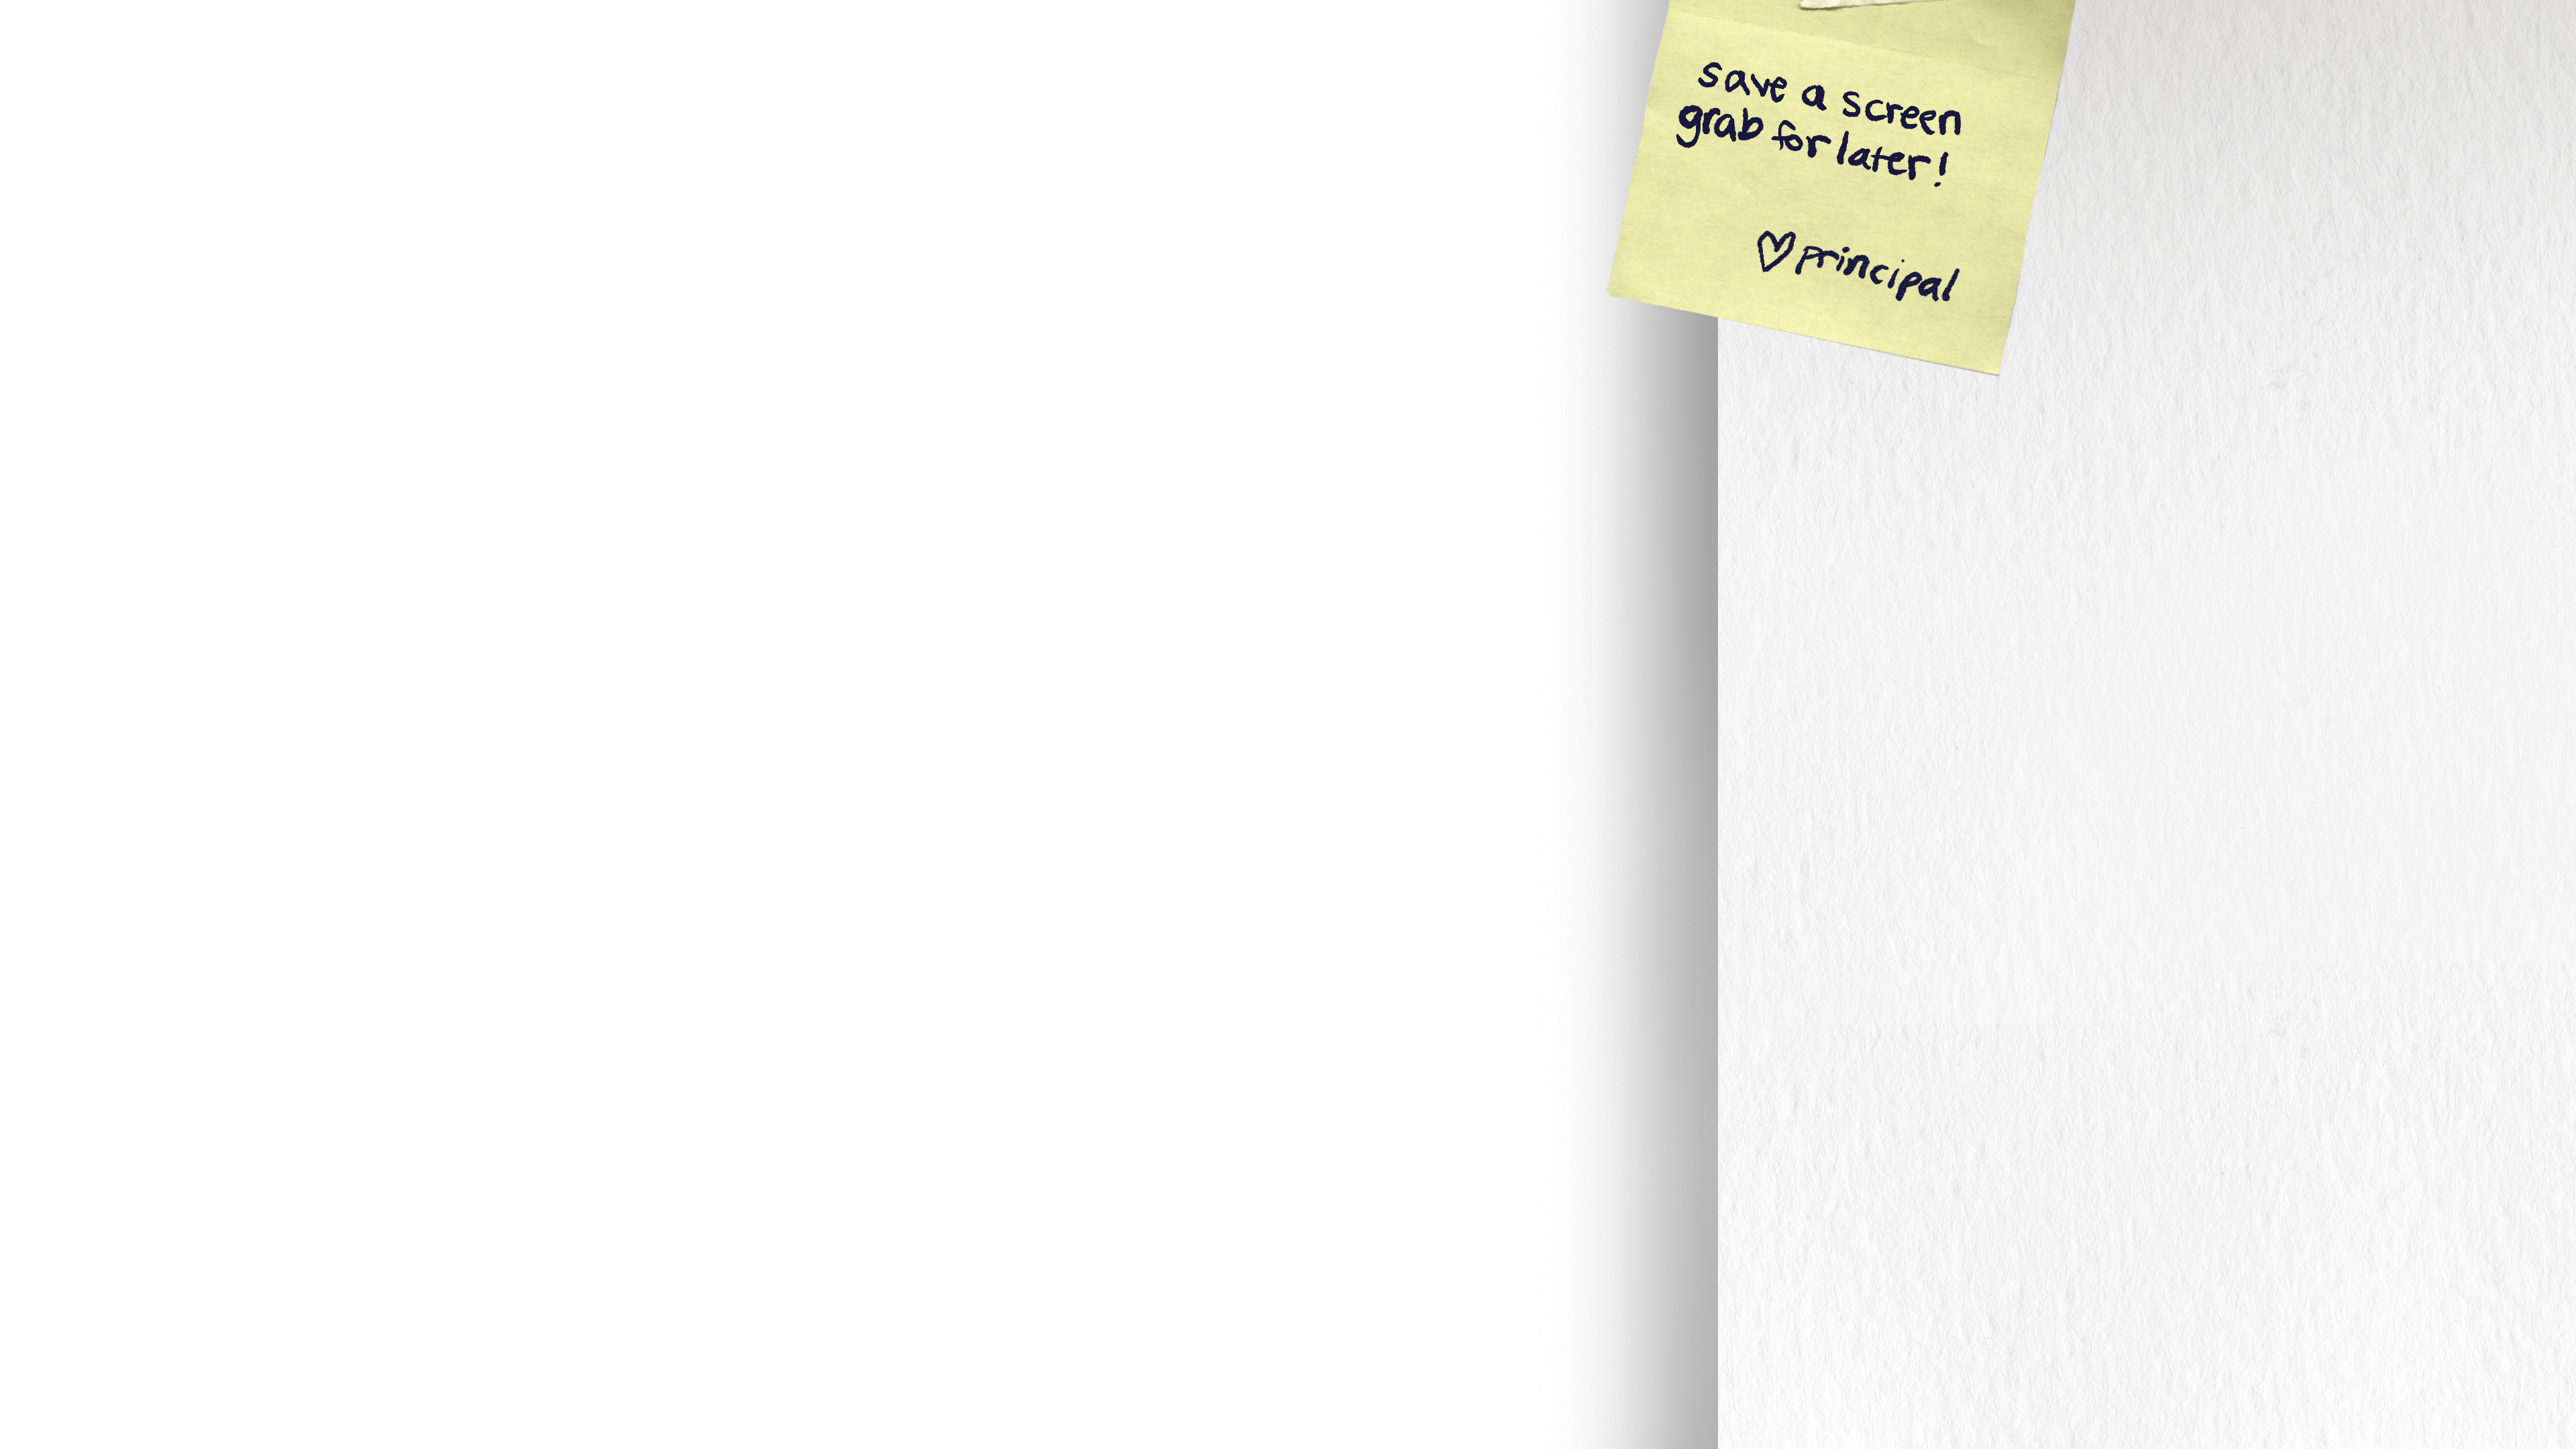 save a screen
grab for later!
♡ principal